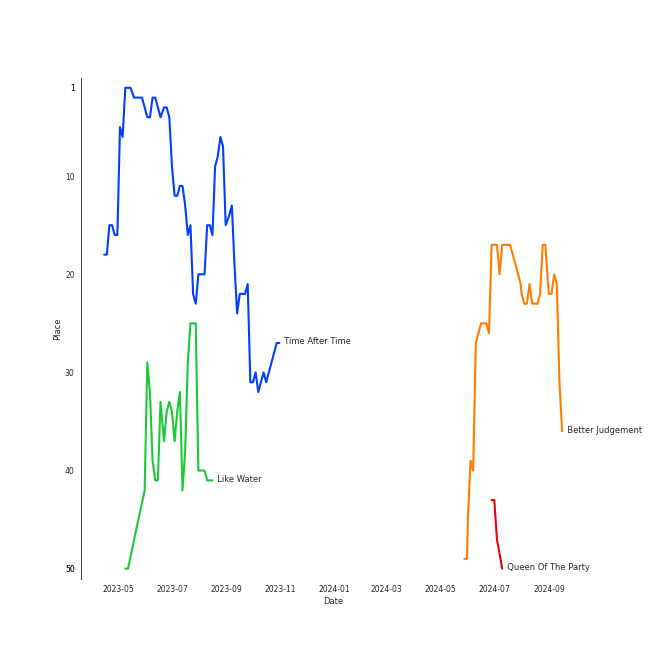 1
10
20
30
40
50
Place
Time After Time
Like Water
Better Judgement
Queen Of The Party
2023-05 2023-07 2023-09 2023-11 2024-01 2024-03 2024-05 2024-07 2024-09
Date